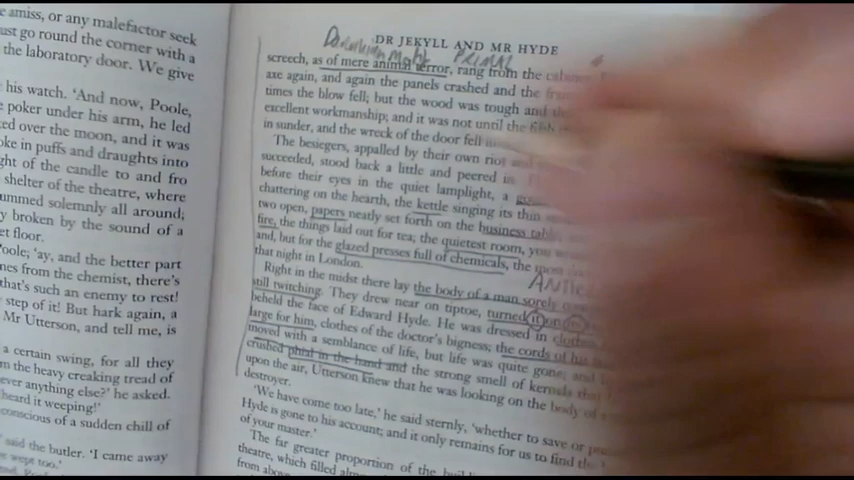 e amiss, or any malefactor seek
ust go round the corner with a
the laboratory door. We give
his watch. 'And now, Poole,
poker under his arm, he led
ed over the moon, and it was
oke in puffs and draughts into
ght of the candle to and fro
shelter of the theatre, where
ummed solemnly all around;
y broken by the sound of a
et floor.
oole; 'ay, and the better part
nes from the chemist, there's
that's such an enemy to rest!
step of it! But hark again, a
Mr Utterson, and tell me, is
a certain swing, for all they
m the heavy creaking tread of
ever anything else?' he asked.
heard it weeping!'
conscious of a sudden chill of
said the butler. 'I came away
wept too.'
DR JEKYLL AND MR HYDE
PRIMAL
screech, as of mere animal terror, rang from the
axe again, and again the panels crashed and the
times the blow fell; but the wood was tough and
excellent workmanship; and it was not until the fifth
in sunder, and the wreck of the door fell
The besiegers, appalled by their own riot
succeeded, stood back a little and peered in.
before their eyes in the quiet lamplight, a
chattering on the hearth, the kettle singing its thin
two open, papers neatly set forth on the business
fire, the things laid out for tea; the quietest room, you
and, but for the glazed presses full of chemicals, the
that night in London.
Right in the midst there lay the body of a man sorely
still twitching. They drew near on tiptoe, turned it on
beheld the face of Edward Hyde. He was dressed in clothes
large for him, clothes of the doctor's bigness; the cords of his
moved with a semblance of life, but life was quite gone;
crushed phial in the hand and the strong smell of kernels that
upon the air, Utterson knew that he was looking on the body of
destroyer.
'We have come too late,' he said sternly, 'whether to save or
Hyde is gone to his account; and it only remains for us to find the
of your master.'
The far greater proportion of the
theatre, which filled
from above